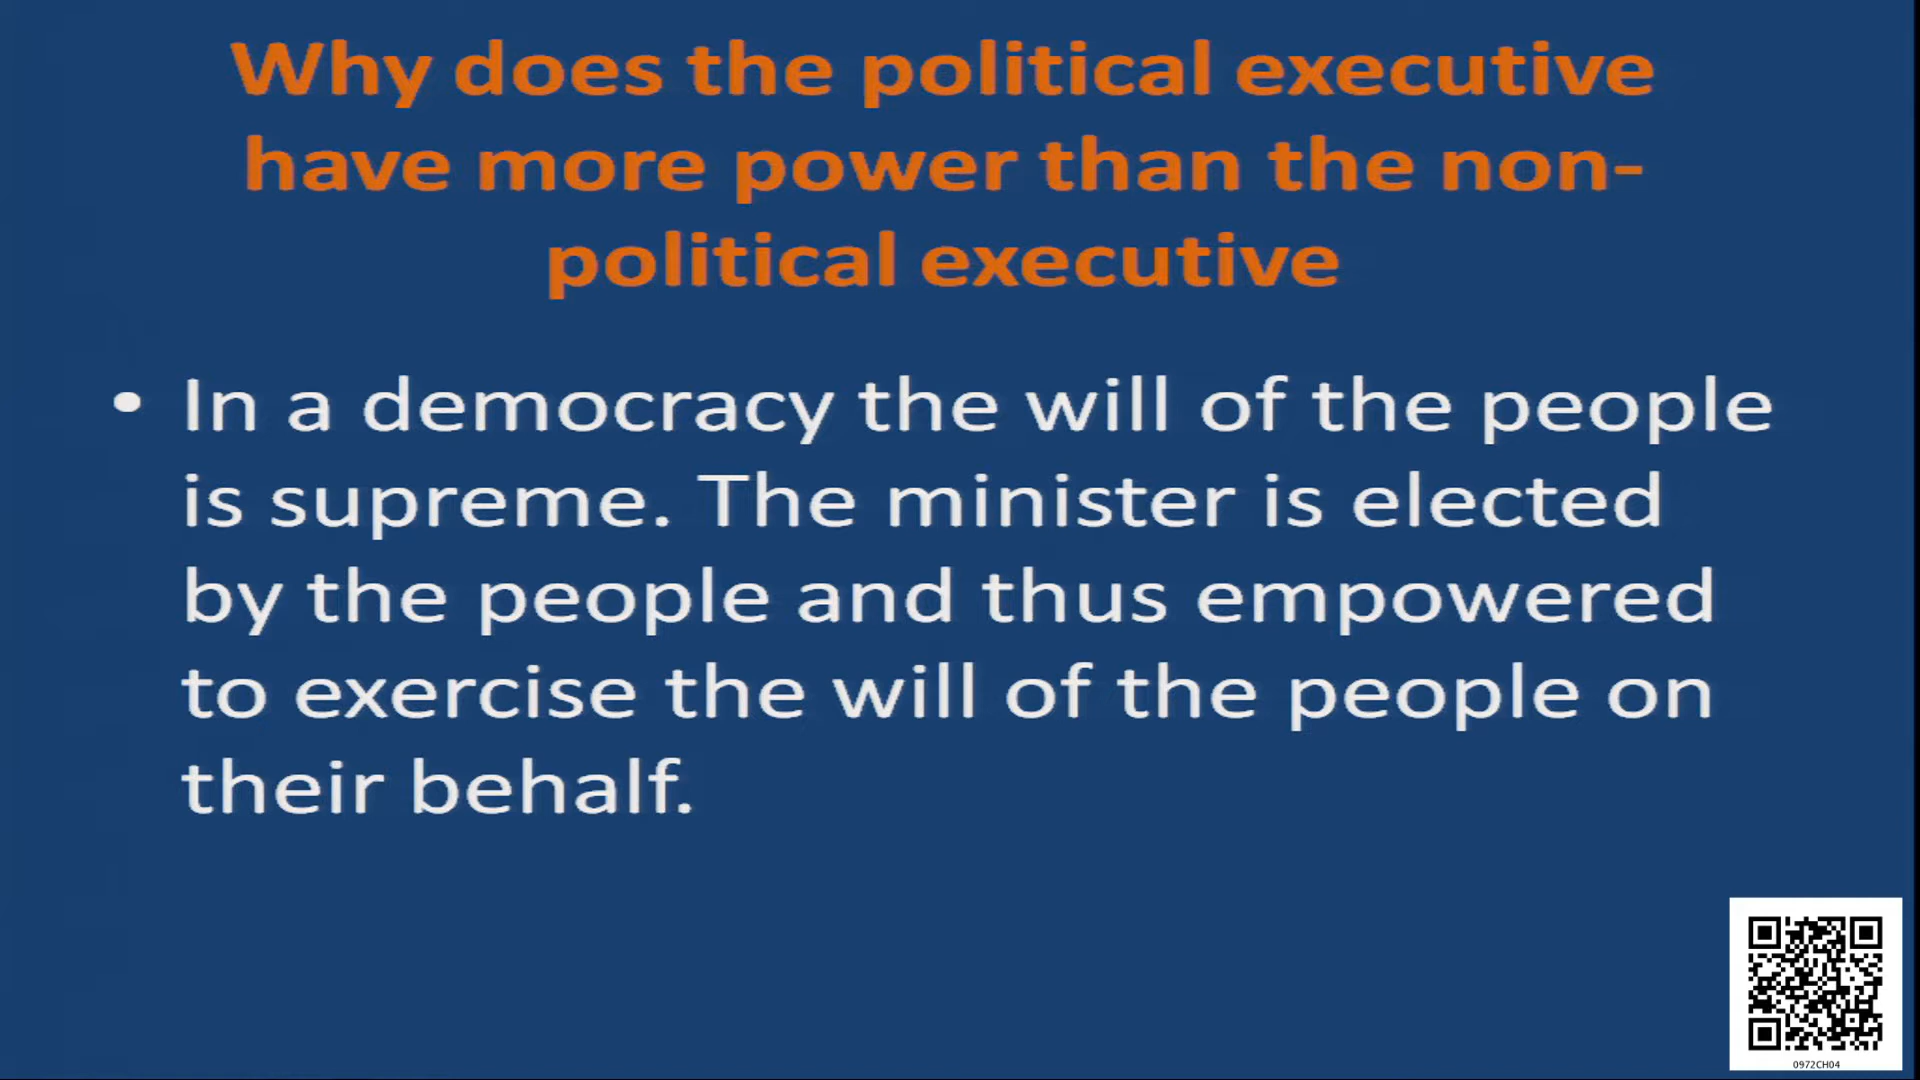 Why does the political executive
have more power than the non-
political executive
• In a democracy the will of the people
is supreme. The minister is elected
by the people and thus empowered
to exercise the will of the people on
their behalf.
0972CH04